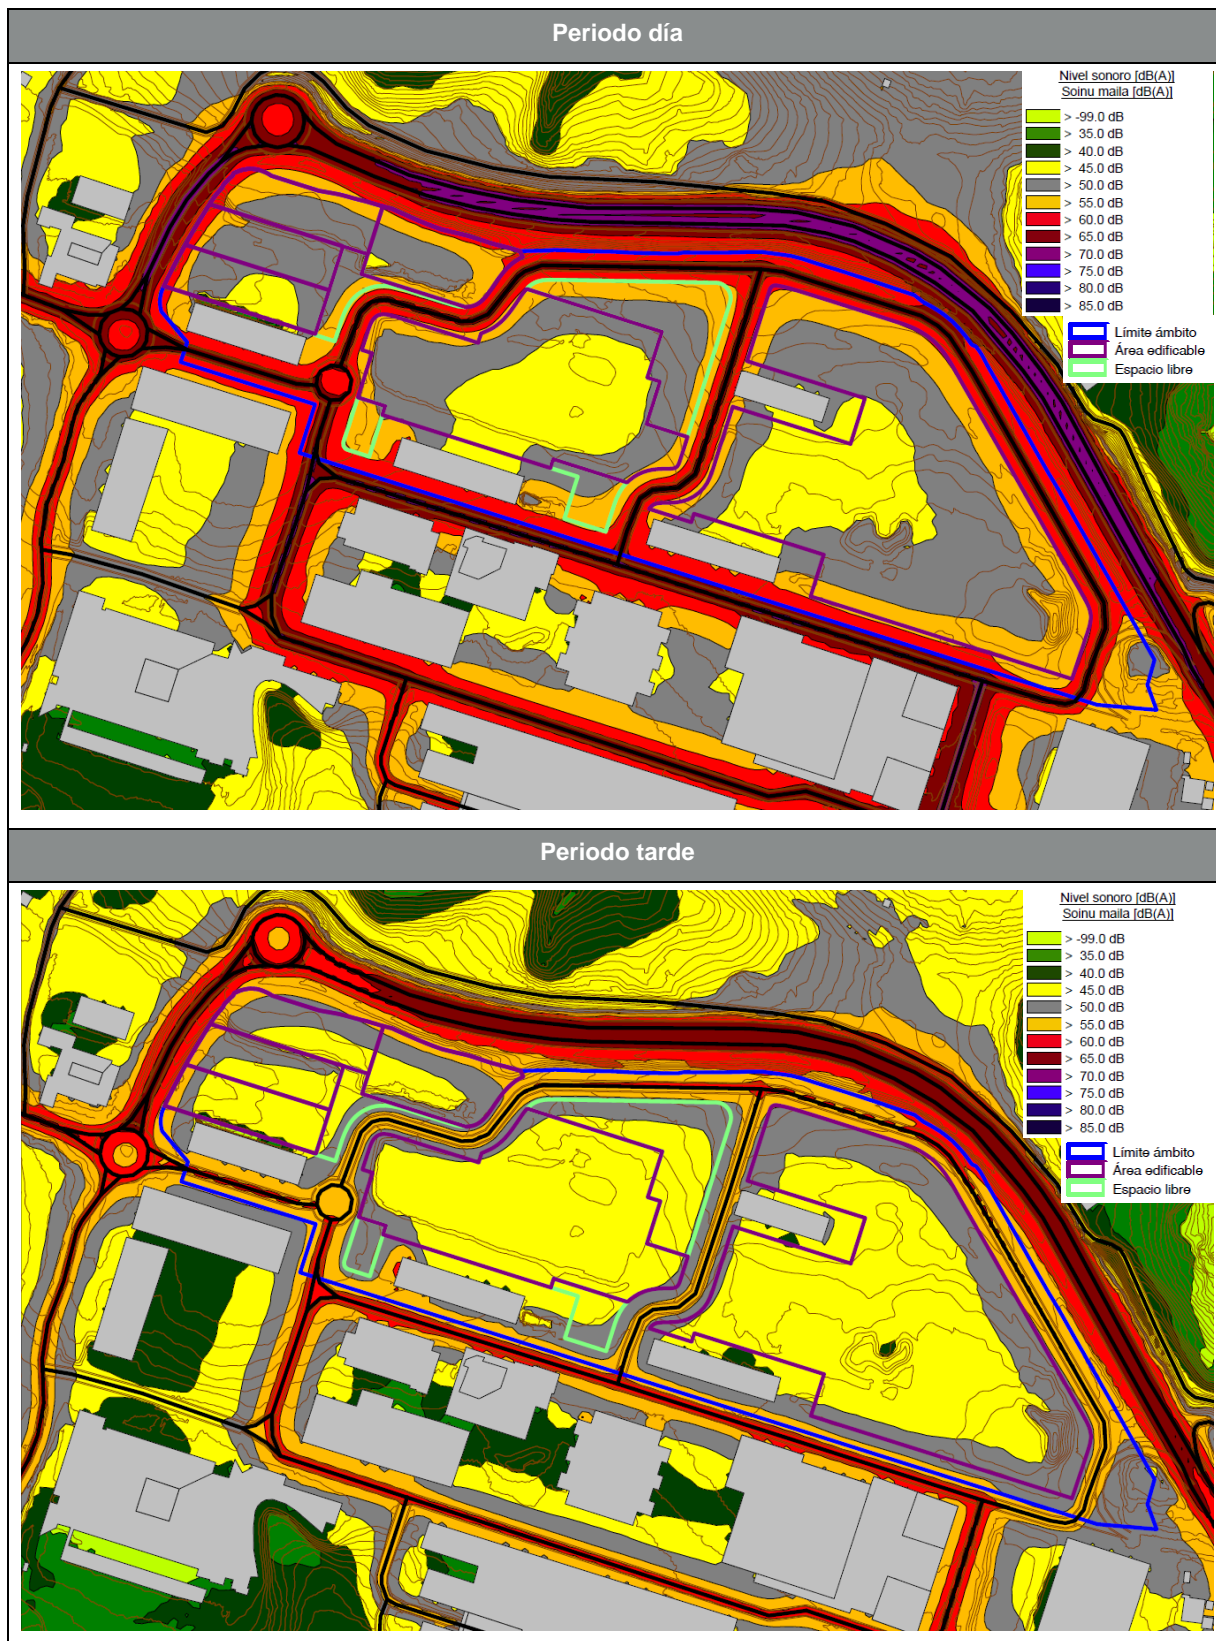 Periodo día
Nivel sonoro [dB(A)]
Soinu maila [dB(A)]
> -99.0 dB
> 35.0 dB
> 40.0 dB
> 45.0 dB
> 50.0 dB
> 55.0 dB
> 60.0 dB
> 65.0 dB
> 70.0 dB
> 75.0 dB
> 80.0 dB
> 85.0 dB
Límite ámbito
Área edificable
Espacio libre
Periodo tarde
Nivel sonoro [dB(A)]
Soinu maila [dB(A)]
> -99.0 dB
> 35.0 dB
> 40.0 dB
> 45.0 dB
> 50.0 dB
> 55.0 dB
> 60.0 dB
> 65.0 dB
> 70.0 dB
> 75.0 dB
> 80.0 dB
> 85.0 dB
Límite ámbito
Área edificable
Espacio libre